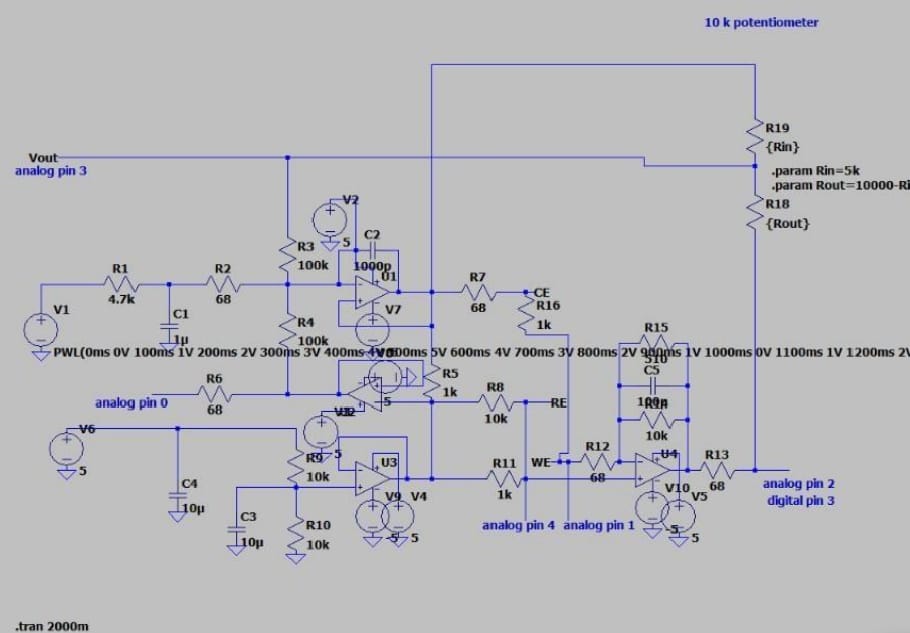 10 k potentiometer
R19
{Rin}
Vout
analog pin 3
.param Rin=5k
.param Rout=10000-Ri
V2
R18
{Rout}
5
C2
R3
100k
1000p
U1
R1
4.7k
R2
68
R7
68
CE
R16
1k
V1
C1
1µ
V7
R4
100k
R15
510
PWL(0ms 0V 100ms 1V 200ms 2V 300ms 3V 400ms 4V 500ms 5V 600ms 4V 700ms 3V 800ms 2V 900ms 1V 1000ms 0V 1100ms 1V 1200ms 2V
C5
R5
1k
R6
68
R8
10k
RE
analog pin 0
5
10k
V6
5
5
R9
10k
U3
WE
R12
68
U4
R13
68
R11
1k
C4
10µ
V9
V4
V10
V5
analog pin 2
digital pin 3
C3
10µ
R10
10k
-5
5
analog pin 4
analog pin 1
-5
5
.tran 2000m